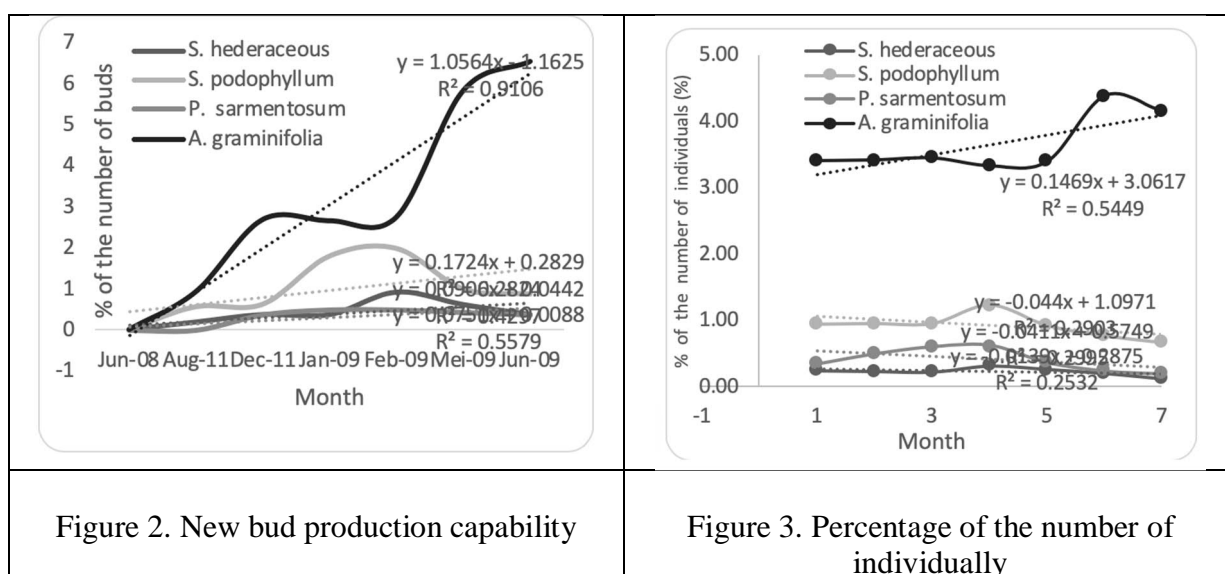 7
6
5
4
3
2
1
0
-1
% of the number of buds
S. hederaceous
S. podophyllum
P. sarmentosum
A. graminifolia
y = 1.0564x - 1.1625
R² = 0.9106
y = 0.1724x + 0.2829
R² = 0.5579
Jun-08 Aug-11 Dec-11 Jan-09 Feb-09 Mei-09 Jun-09
Month
5.00
4.00
3.00
2.00
1.00
0.00
% of the number of individuals (%)
S. hederaceous
S. podophyllum
P. sarmentosum
A. graminifolia
y = 0.1469x + 3.0617
R² = 0.5449
y = -0.044x + 1.0971
R² = 0.2903
R² = 0.2532
-1 1 3 5 7
Month
Figure 2. New bud production capability
Figure 3. Percentage of the number of
individually